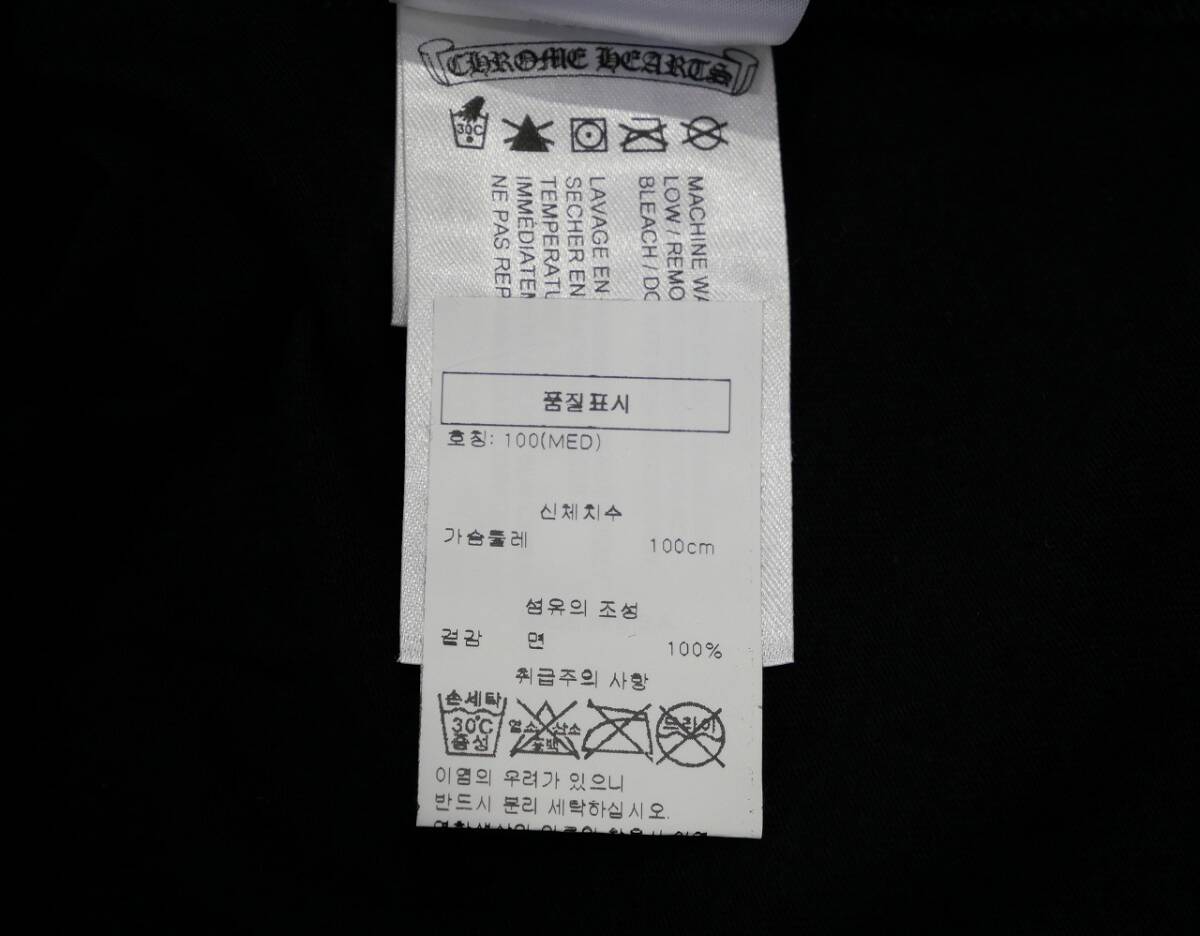 CHROME HEARTS
30C
MACHINE WA
LOW / REMO
BLEACH / DO
LAVAGE EN
SECHER EN
TEMPERATU
IMMÉDIATEM
NE PAS REP
품질표시
호칭: 100(MED)
신체치수
가슴둘레 100cm
섬유의 조성
겉감 면 100%
취급주의 사항
손세탁
30℃
중성
염소 산소
표백
드라이
이염의 우려가 있으니
반드시 분리 세탁하십시오.